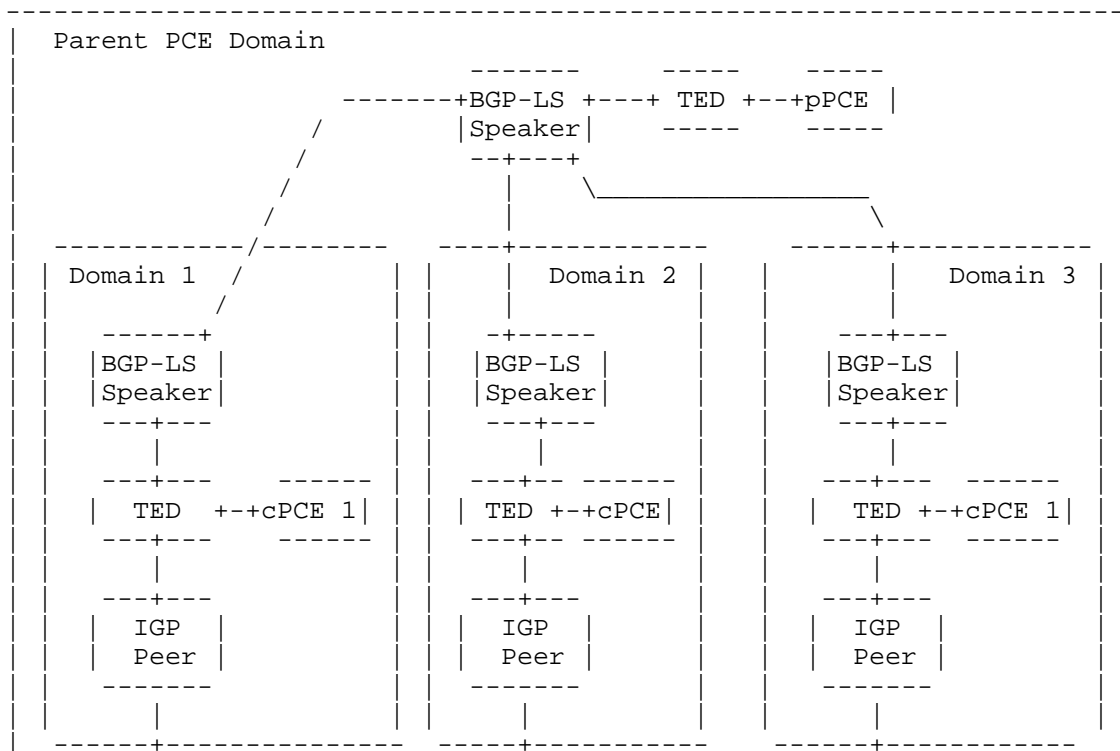 Parent PCE Domain
BGP-LS TED pPCE
Speaker
Domain 1 Domain 2 Domain 3
BGP-LS BGP-LS BGP-LS
Speaker Speaker Speaker
TED cPCE 1 TED cPCE TED cPCE 1
IGP IGP IGP
Peer Peer Peer